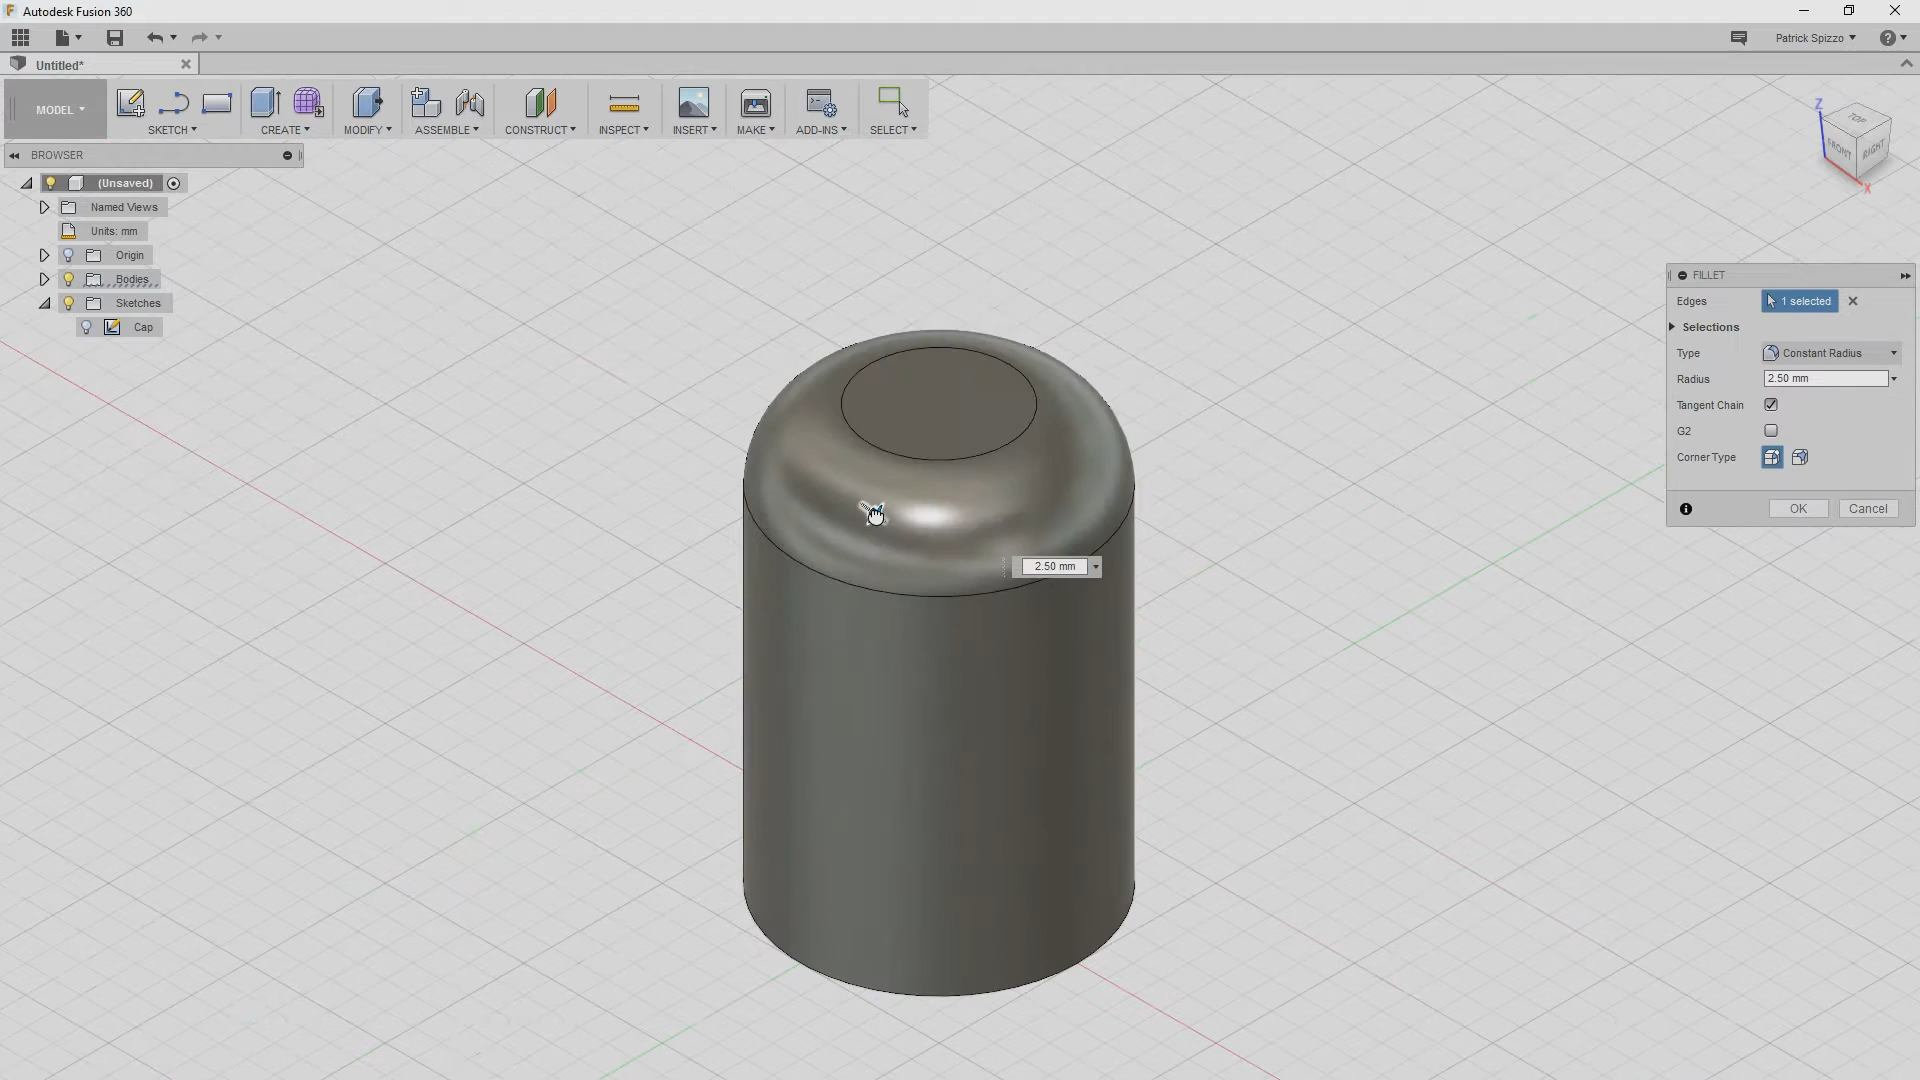 Autodesk Fusion 360
Patrick Spizzo
Untitled*
MODEL
SKETCH
CREATE
MODIFY
ASSEMBLE
CONSTRUCT
INSPECT
INSERT
MAKE
ADD-INS
SELECT
BROWSER
(Unsaved)
Named Views
Units: mm
Origin
Bodies
Sketches
Cap
Z
TOP
FRONT
RIGHT
X
FILLET
Edges 1 selected
Selections
Type Constant Radius
Radius 2.50 mm
Tangent Chain
G2
Corner Type
OK Cancel
2.50 mm